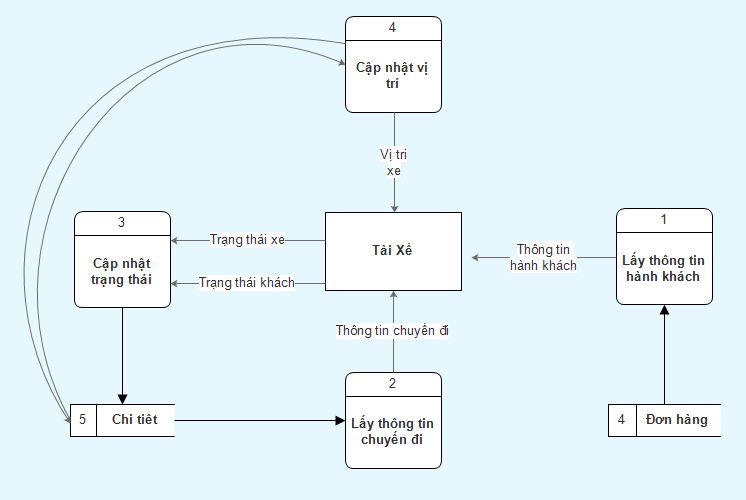 4
Cập nhật vị
trí
Vị tri
xe
3
Cập nhật
trạng thái
Trạng thái xe
Trạng thái khách
Tài Xế
Thông tin
hành khách
1
Lấy thông tin
hành khách
Thông tin chuyến đi
2
Lấy thông tin
chuyến đi
5
Chi tiêt
4
Đơn hàng